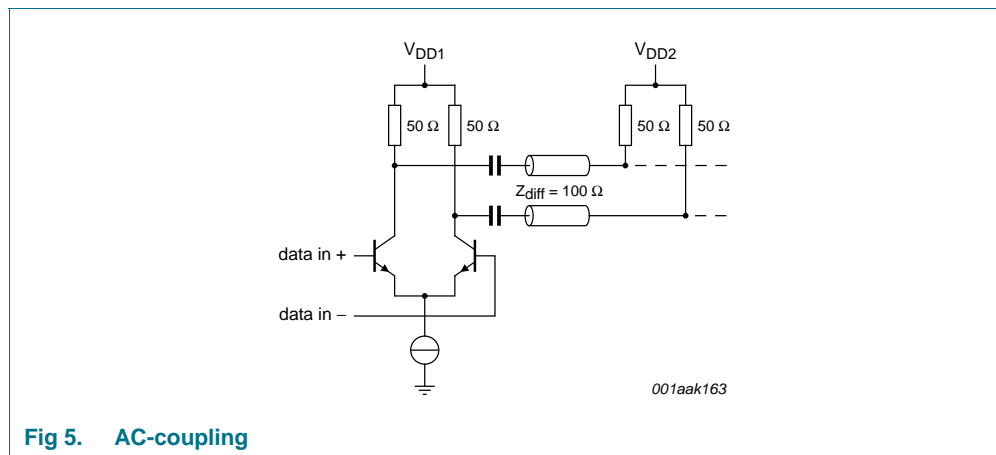 VDD1 VDD2
50 Ω 50 Ω 50 Ω 50 Ω
Zdiff = 100 Ω
data in +
data in −
001aak163
Fig 5. AC-coupling